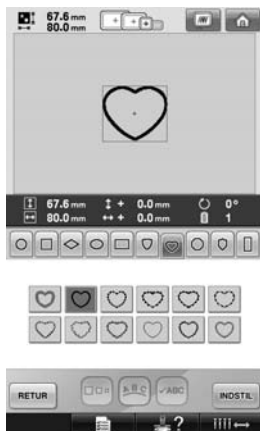 67.6 mm
80.0 mm
67.6 mm + 0.0 mm 0°
80.0 mm + 0.0 mm 1
RETUR ABC ✓ABC INDSTIL
?